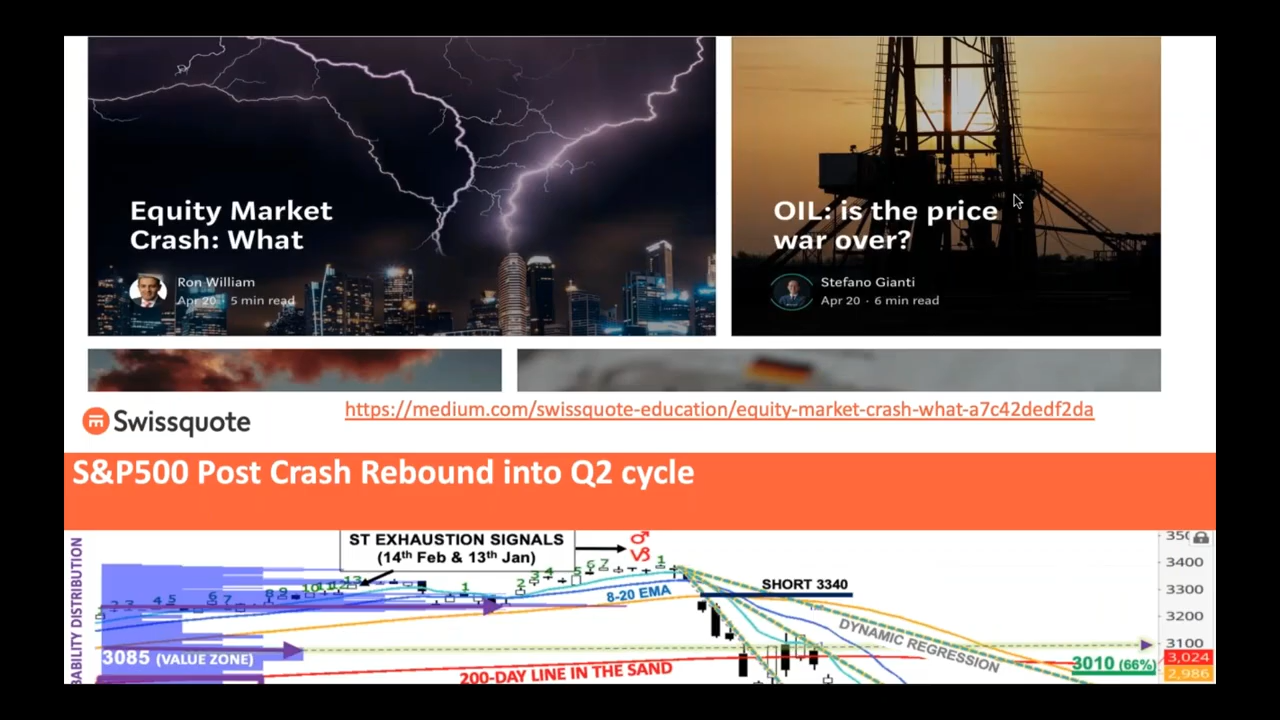 Equity Market
Crash: What
Ron William
Apr 20 · 5 min read
OIL: is the price
war over?
Stefano Gianti
Apr 20 · 6 min read
Swissquote
https://medium.com/swissquote-education/equity-market-crash-what-a7c42dedf2da
S&P500 Post Crash Rebound into Q2 cycle
ST EXHAUSTION SIGNALS
(14th Feb & 13th Jan)
SHORT 3340
8-20 EMA
DYNAMIC REGRESSION
3085 (VALUE ZONE)
200-DAY LINE IN THE SAND
3010 (66%)
3400
3300
3200
3100
3,024
2,986
DISTRIBUTION